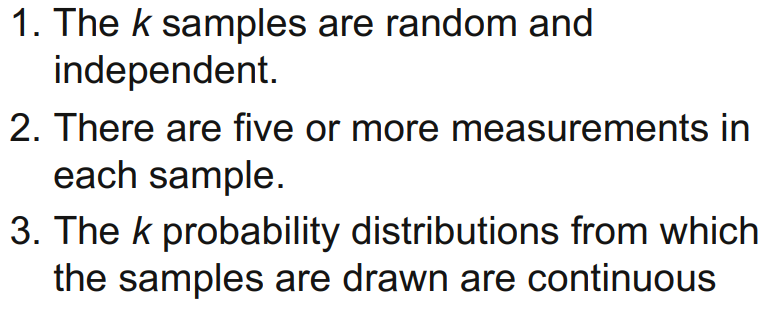 1. The k samples are random and
independent.
2. There are five or more measurements in
each sample.
3. The k probability distributions from which
the samples are drawn are continuous